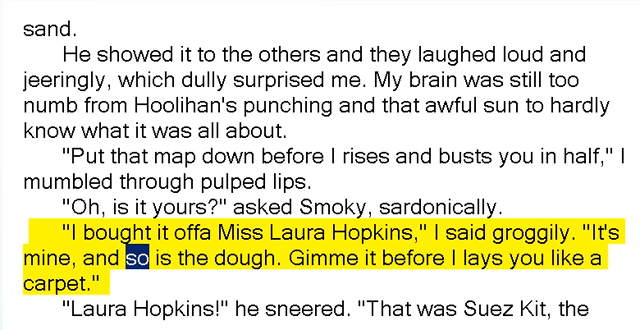 sand.
He showed it to the others and they laughed loud and
jeeringly, which dully surprised me. My brain was still too
numb from Hoolihan's punching and that awful sun to hardly
know what it was all about.
"Put that map down before I rises and busts you in half," I
mumbled through pulped lips.
"Oh, is it yours?" asked Smoky, sardonically.
"I bought it offa Miss Laura Hopkins," I said groggily. "It's
mine, and so is the dough. Gimme it before I lays you like a
carpet."
"Laura Hopkins!" he sneered. "That was Suez Kit, the